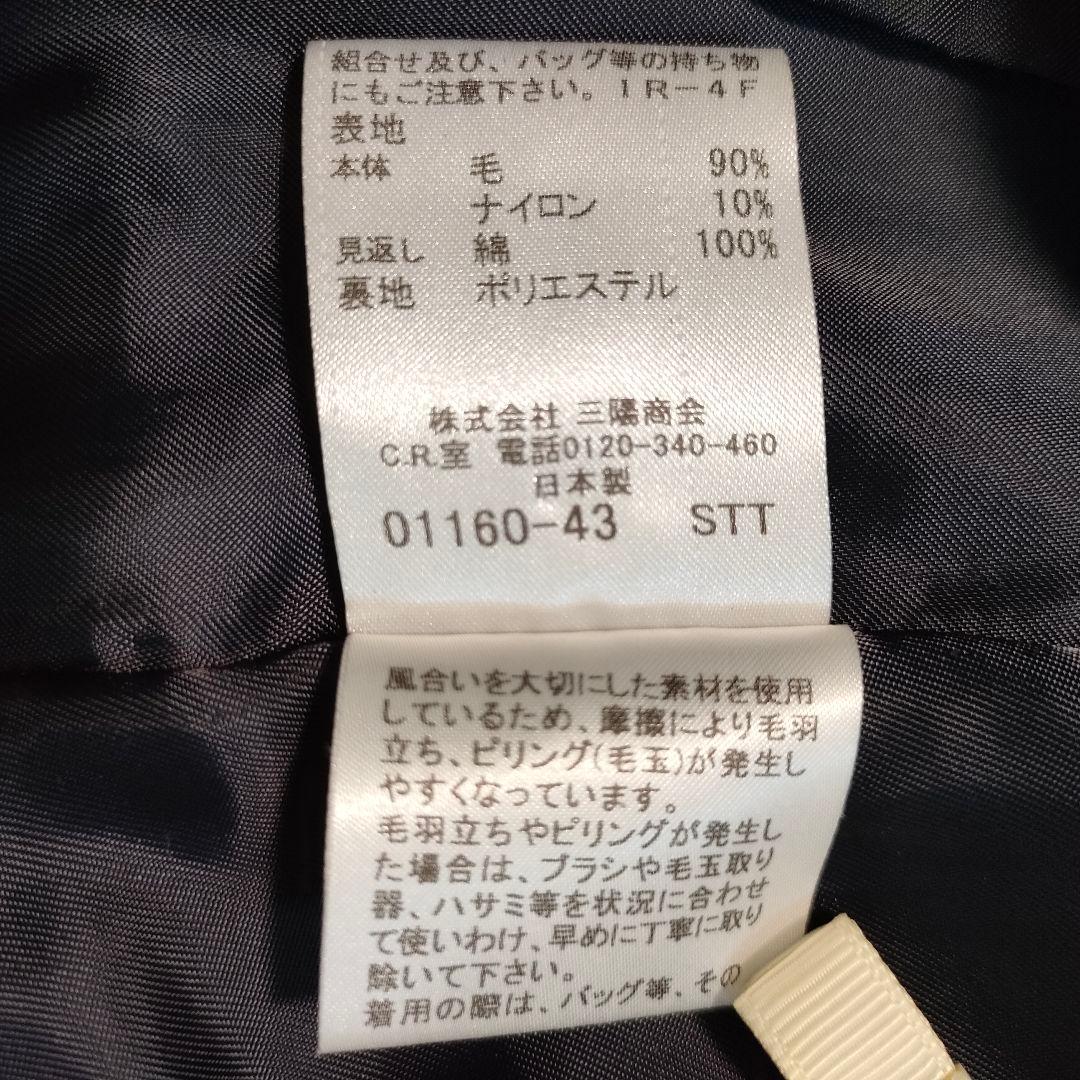 組合せ及び、バッグ等の持ち物
にもご注意下さい。IR-4F
表地
本体 毛 90%
ナイロン 10%
見返し 綿 100%
裏地 ポリエステル
株式会社 三陽商会
C.R.室 電話0120-340-460
日本製
01160-43 STT
風合いを大切にした素材を使用
しているため、摩擦により毛羽
立ち、ピリング(毛玉)が発生し
やすくなっています。
毛羽立ちやピリングが発生し
た場合は、ブラシや毛玉取り
器、ハサミ等を状況に合わせ
て使いわけ、早めに丁寧に取り
除いて下さい。
着用の際は、バッグ等、その